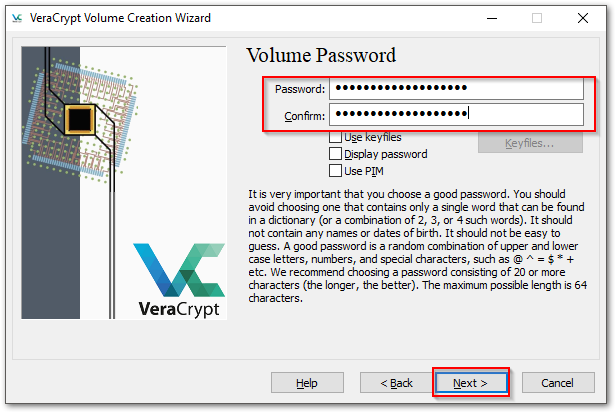 VeraCrypt Volume Creation Wizard
Volume Password
Password: ●●●●●●●●●●●●●●●●●●●
Confirm: ●●●●●●●●●●●●●●●●●●●
Use keyfiles
Keyfiles...
Display password
Use PIM
It is very important that you choose a good password. You should
avoid choosing one that contains only a single word that can be found
in a dictionary (or a combination of 2, 3, or 4 such words). It should
not contain any names or dates of birth. It should not be easy to
guess. A good password is a random combination of upper and lower
case letters, numbers, and special characters, such as @ ^ = $ * +
etc. We recommend choosing a password consisting of 20 or more
characters (the longer, the better). The maximum possible length is 64
characters.
VeraCrypt
Help
< Back
Next >
Cancel